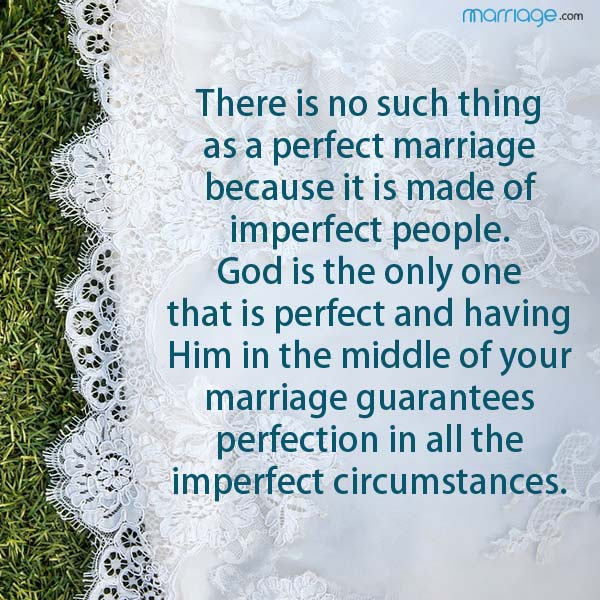 marriage.com
There is no such thing
as a perfect marriage
because it is made of
imperfect people.
God is the only one
that is perfect and having
Him in the middle of your
marriage guarantees
perfection in all the
imperfect circumstances.